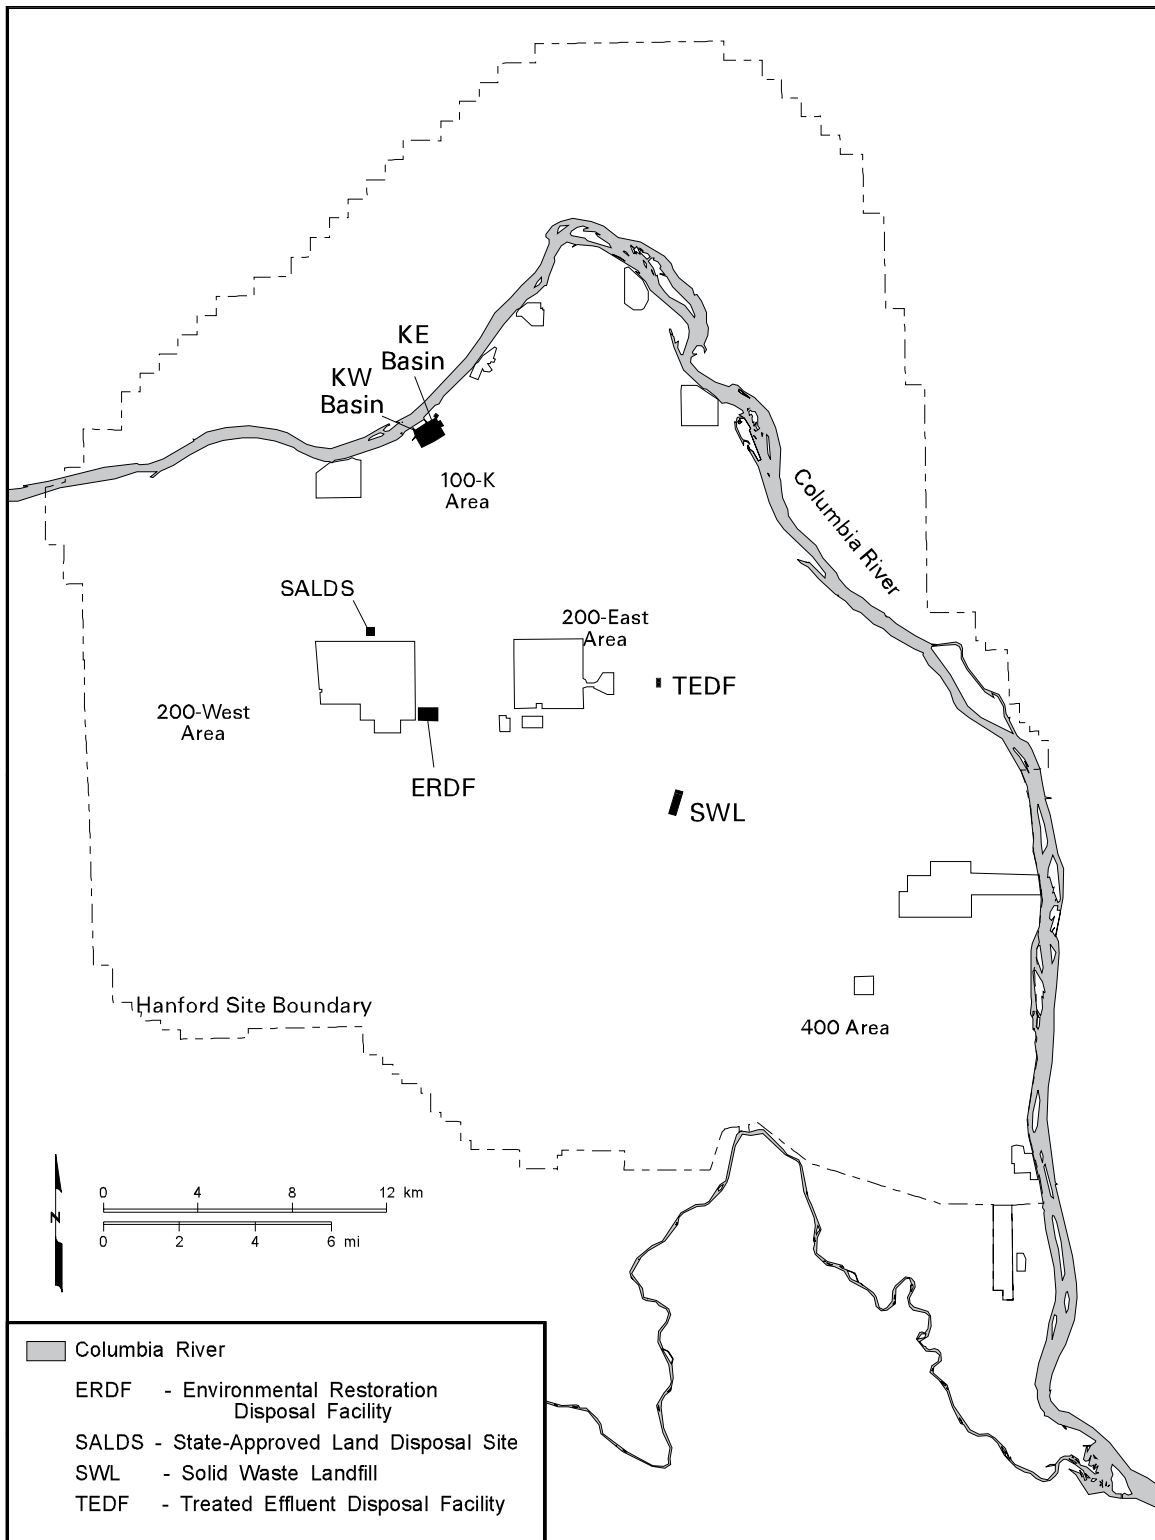 KE
Basin
KW
Basin
100-K
Area
Columbia River
SALDS
200-East
Area
TEDF
200-West
Area
ERDF
SWL
Hanford Site Boundary
400 Area
0 4 8 12 km
N
0 2 4 6 mi
Columbia River
ERDF - Environmental Restoration
Disposal Facility
SALDS - State-Approved Land Disposal Site
SWL - Solid Waste Landfill
TEDF - Treated Effluent Disposal Facility